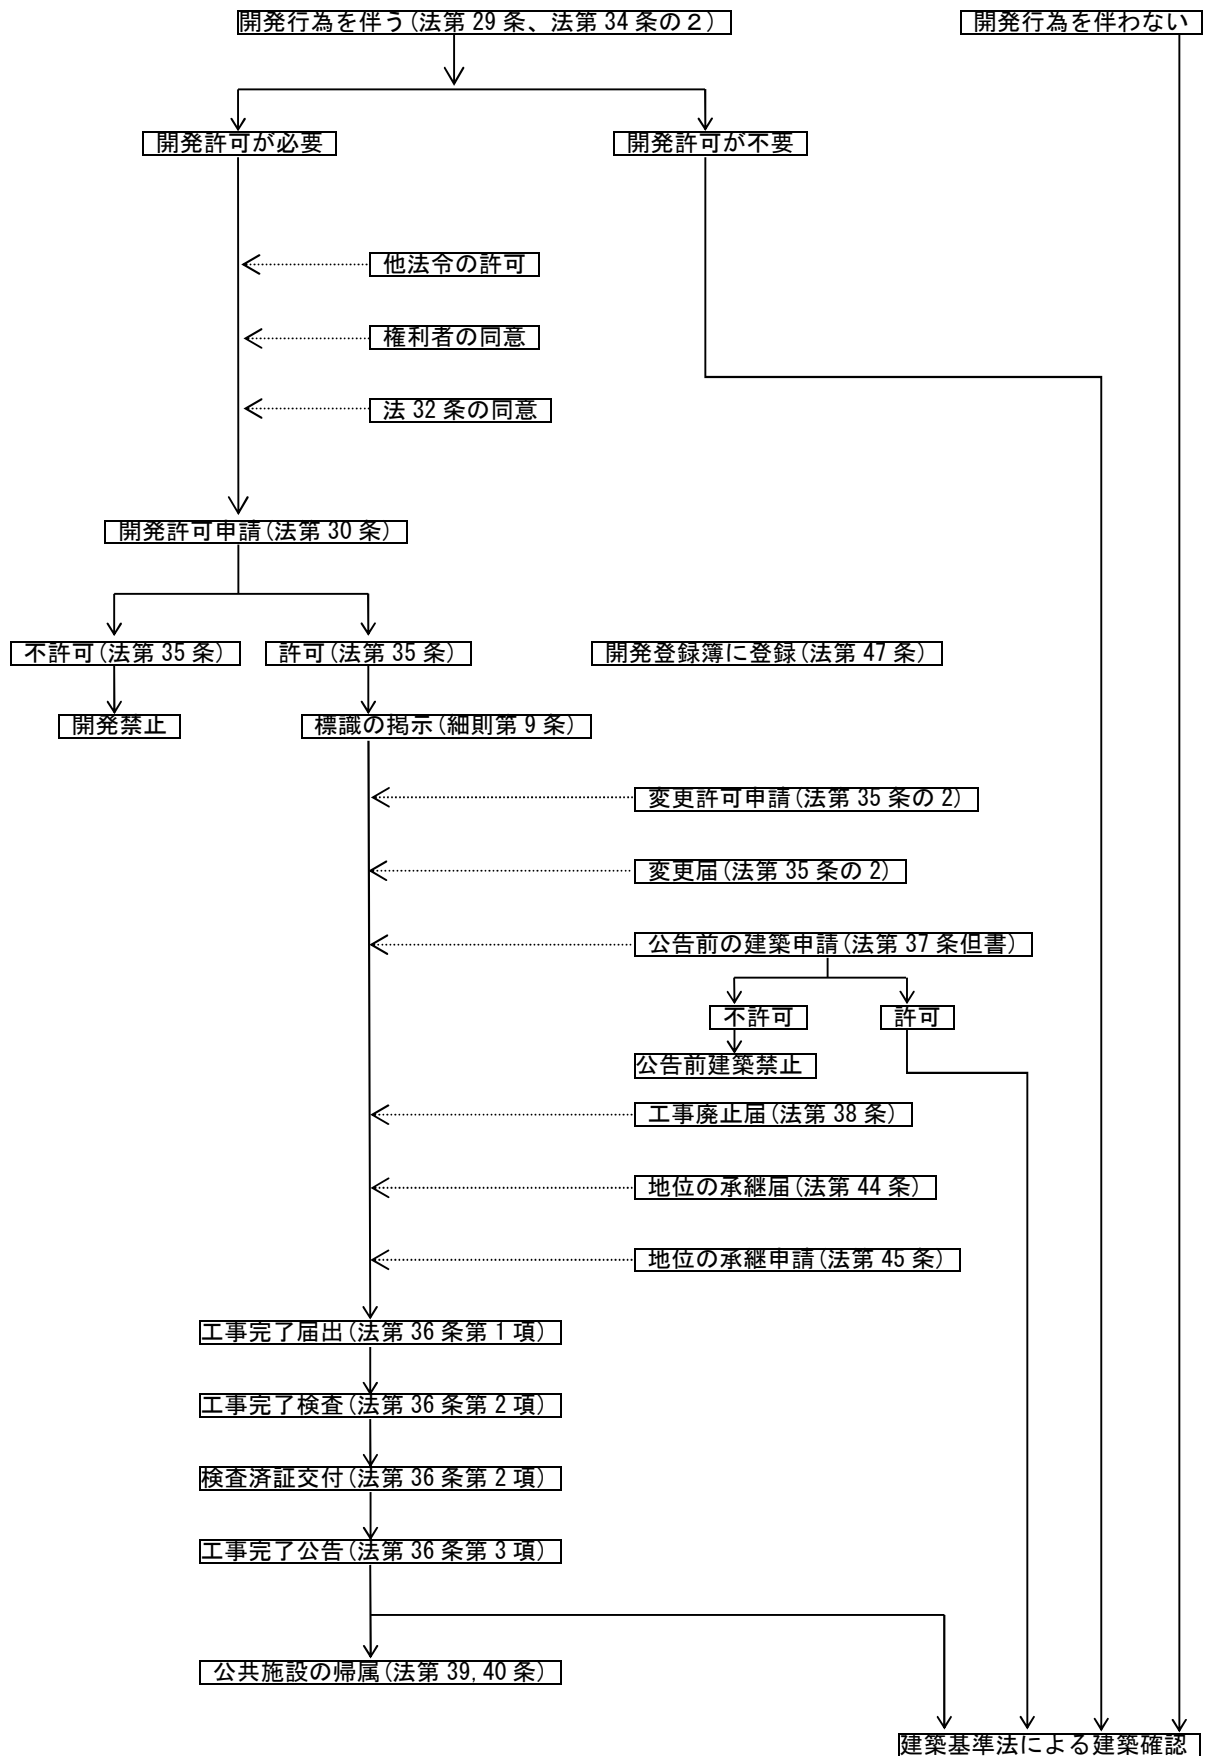 開発行為を伴う(法第 29 条、法第 34 条の２)
開発行為を伴わない
開発許可が必要
開発許可が不要
他法令の許可
権利者の同意
法 32 条の同意
開発許可申請(法第 30 条)
不許可(法第 35 条)
許可(法第 35 条)
開発登録簿に登録(法第 47 条)
開発禁止
標識の掲示(細則第 9 条)
変更許可申請(法第 35 条の 2)
変更届(法第 35 条の 2)
公告前の建築申請(法第 37 条但書)
不許可
許可
公告前建築禁止
工事廃止届(法第 38 条)
地位の承継届(法第 44 条)
地位の承継申請(法第 45 条)
工事完了届出(法第 36 条第 1 項)
工事完了検査(法第 36 条第 2 項)
検査済証交付(法第 36 条第 2 項)
工事完了公告(法第 36 条第 3 項)
公共施設の帰属(法第 39,40 条)
建築基準法による建築確認